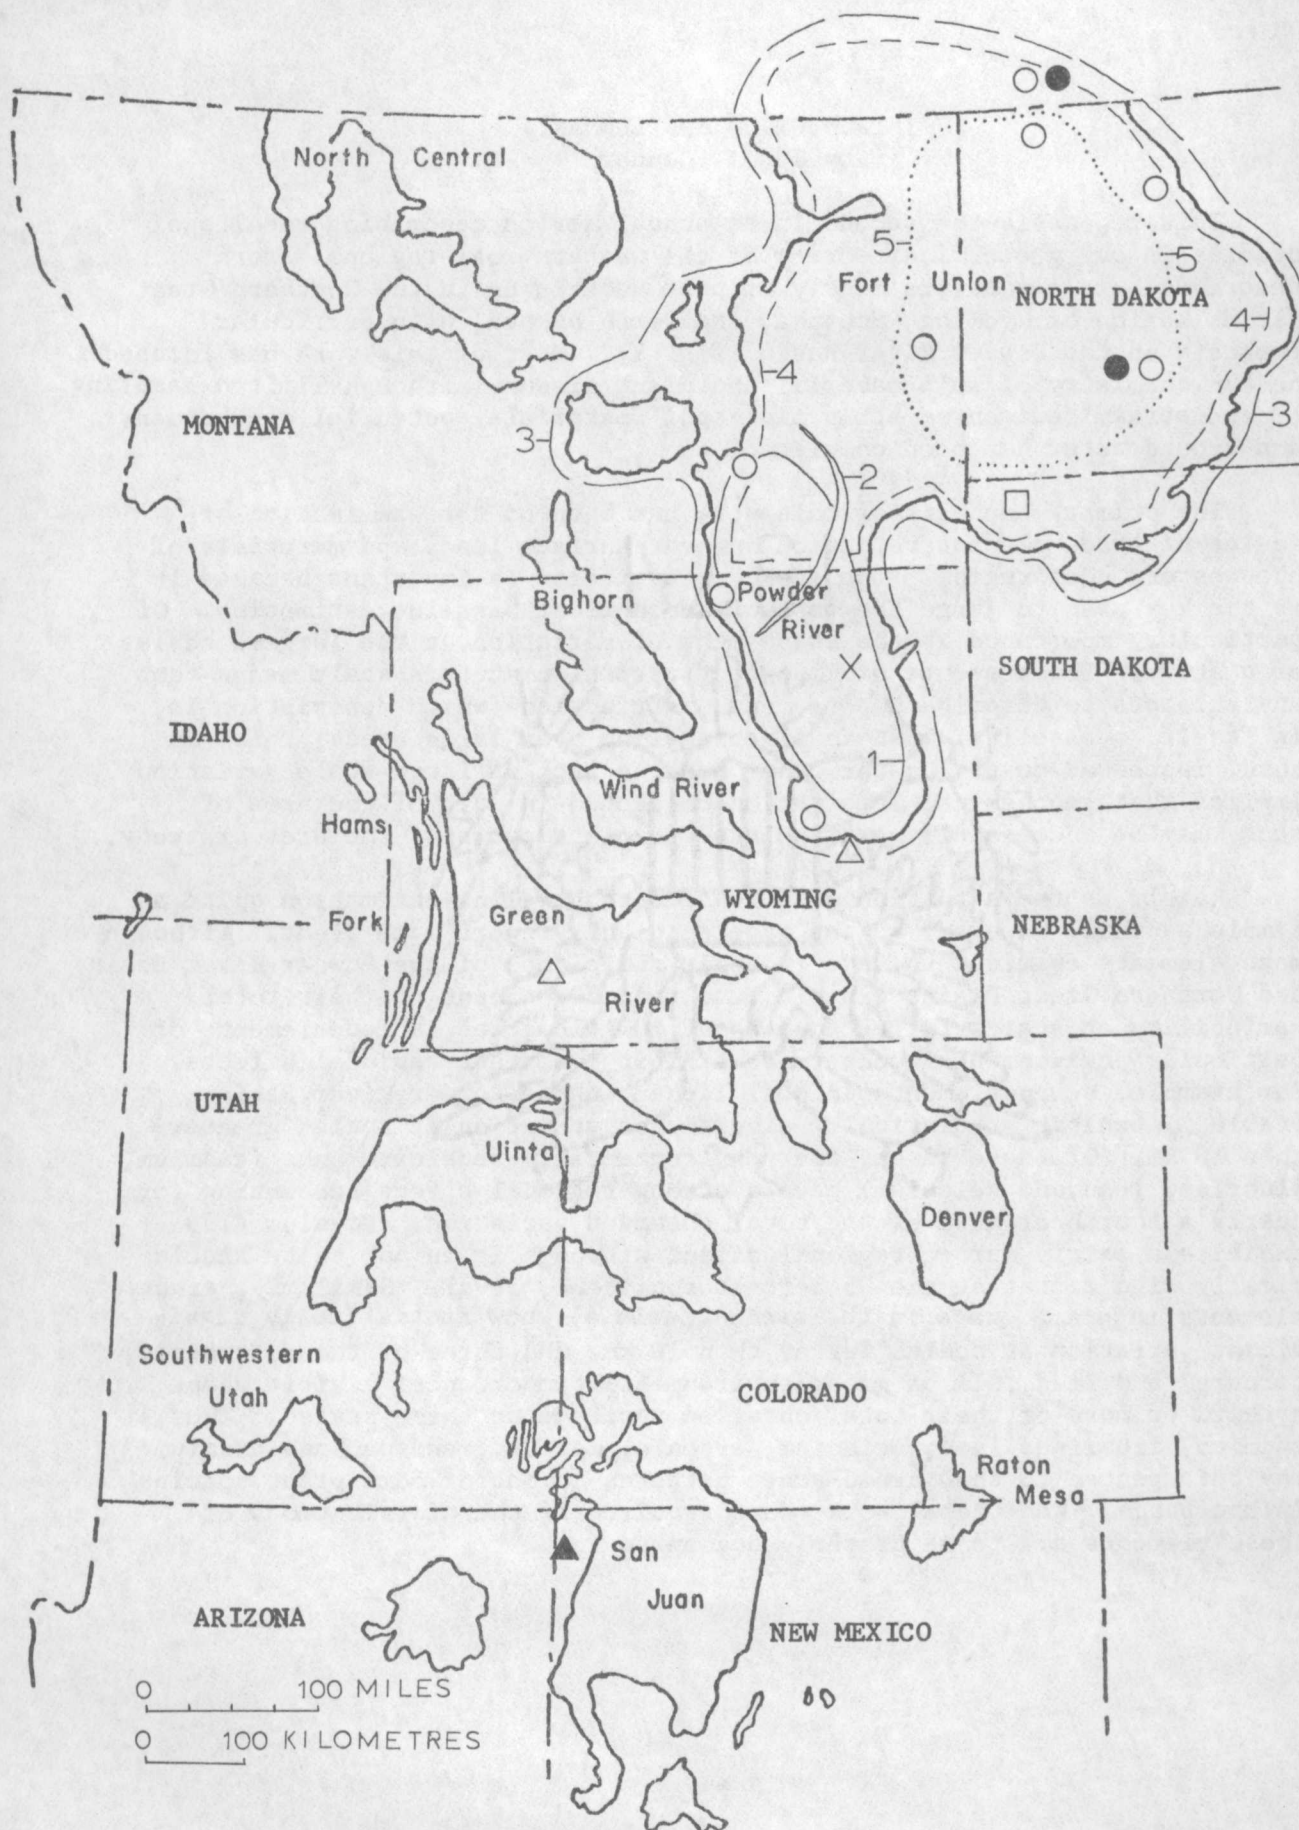 North Central
5
5
Fort Union
NORTH DAKOTA
4
4
3
3
MONTANA
2
Powder
River
Bighorn
SOUTH DAKOTA
IDAHO
1
Wind River
Hams
WYOMING
Fork
Green
NEBRASKA
River
UTAH
Uinta
Denver
Southwestern
Utah
COLORADO
Raton
Mesa
San
Juan
ARIZONA
NEW MEXICO
0 100 MILES
0 100 KILOMETRES